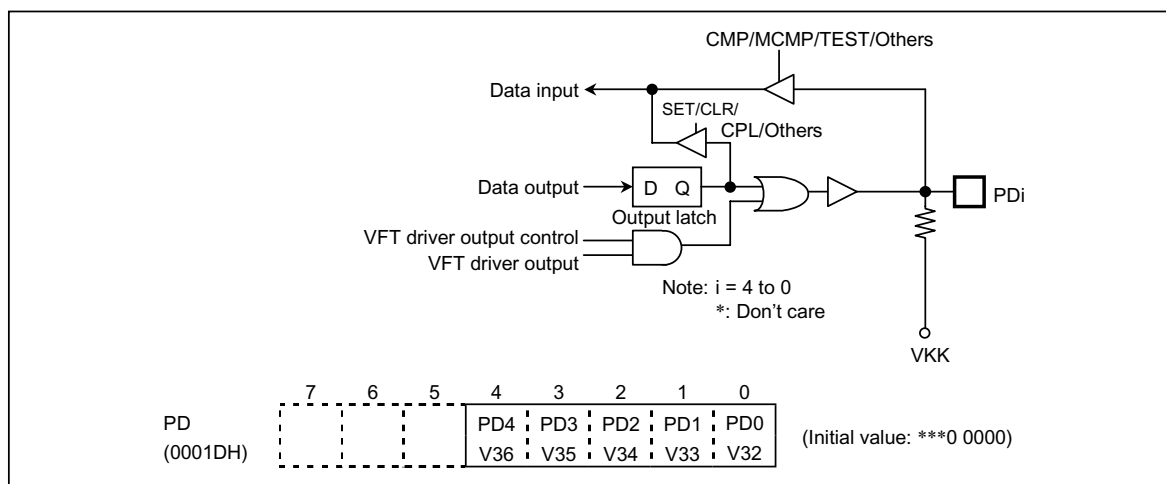 CMP/MCMP/TEST/Others
Data input
SET/CLR/
CPL/Others
Data output
D Q
PDi
Output latch
VFT driver output control
VFT driver output
Note: i = 4 to 0
*: Don't care
VKK
7 6 5 4 3 2 1 0
PD PD4 PD3 PD2 PD1 PD0
(Initial value: ***0 0000)
(0001DH) V36 V35 V34 V33 V32